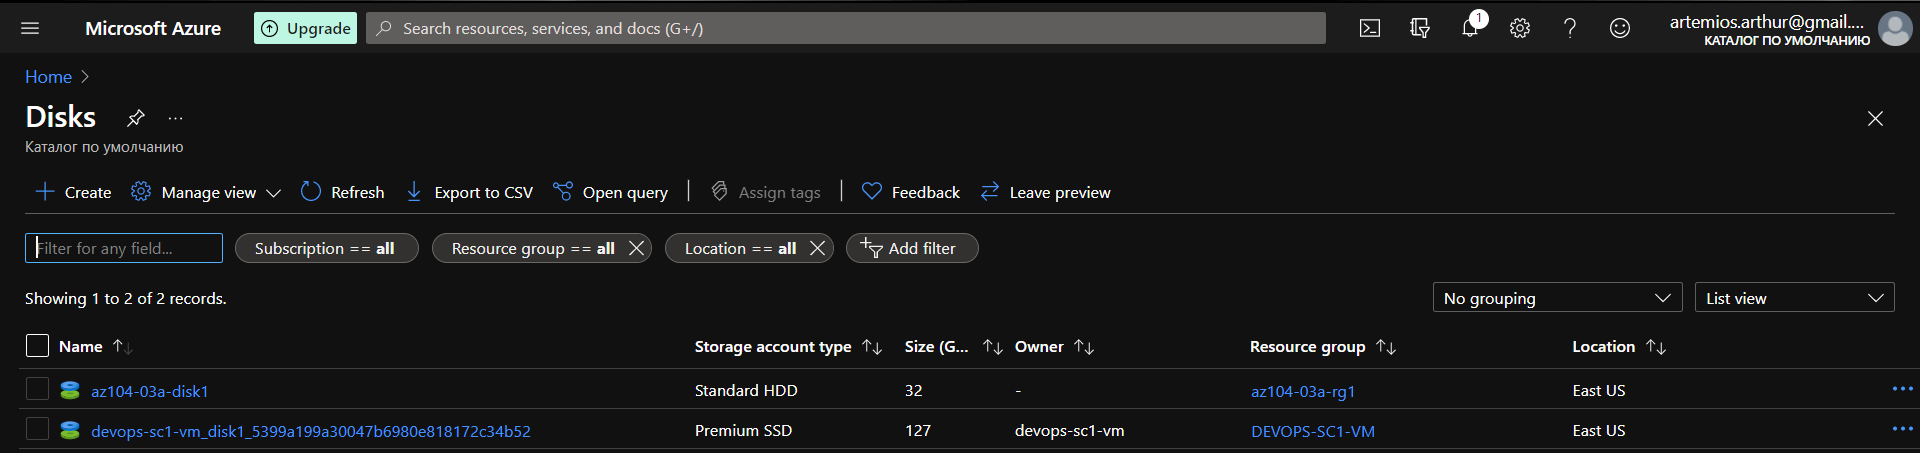 Microsoft Azure Upgrade Search resources, services, and docs (G+/) 1 artemios.arthur@gmail....
КАТАЛОГ ПО УМОЛЧАНИЮ
Home
Disks ...
Каталог по умолчанию
Create Manage view Refresh Export to CSV Open query Assign tags Feedback Leave preview
Filter for any field... Subscription == all Resource group == all Location == all Add filter
Showing 1 to 2 of 2 records. No grouping List view
Name Storage account type Size (G... Owner Resource group Location
az104-03a-disk1 Standard HDD 32 - az104-03a-rg1 East US
devops-sc1-vm_disk1_5399a199a30047b6980e818172c34b52 Premium SSD 127 devops-sc1-vm DEVOPS-SC1-VM East US